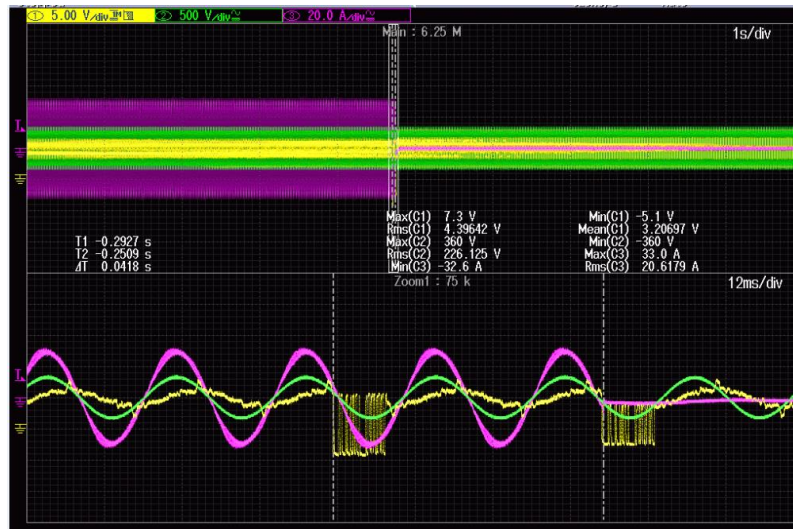 1 5.00 V/div 2 500 V/div 3 20.0 A/div
Main : 6.25 M 1s/div
Max(C1) 7.3 V Min(C1) -5.1 V
Rms(C1) 4.39642 V Mean(C1) 3.20697 V
T1 -0.2927 s Max(C2) 360 V Min(C2) -360 V
T2 -0.2509 s Rms(C2) 226.125 V Max(C3) 33.0 A
ΔT 0.0418 s Min(C3) -32.6 A Rms(C3) 20.6179 A
Zoom1 : 75 k 12ms/div